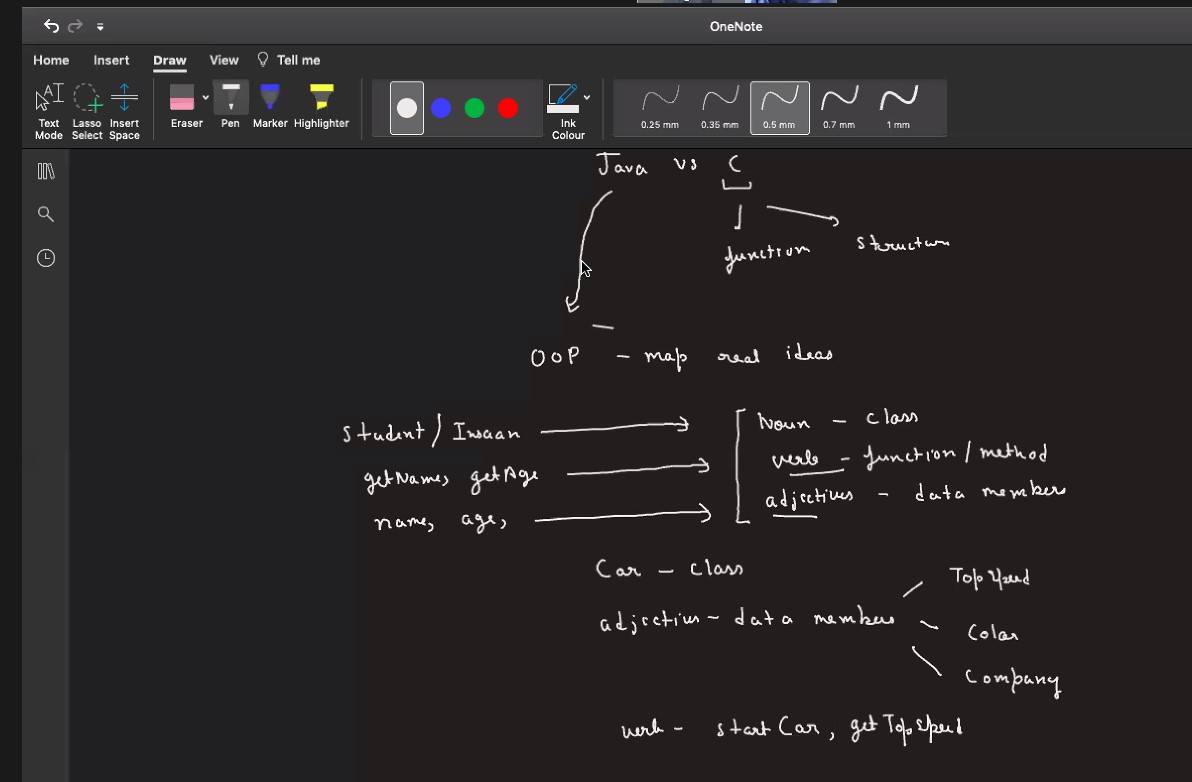 OneNote
Home Insert Draw View Tell me
Text Mode Lasso Select Insert Space Eraser Pen Marker Highlighter Ink Colour 0.25 mm 0.35 mm 0.5 mm 0.7 mm 1 mm
Java vs C
function structure
OOP - map real ideas
student / Insaan Noun - class
getName, getAge verb - function / method
name, age, adjectives - data members
Car - class
Top speed
adjectives - data members
Color
Company
verb - startCar, getTopSpeed